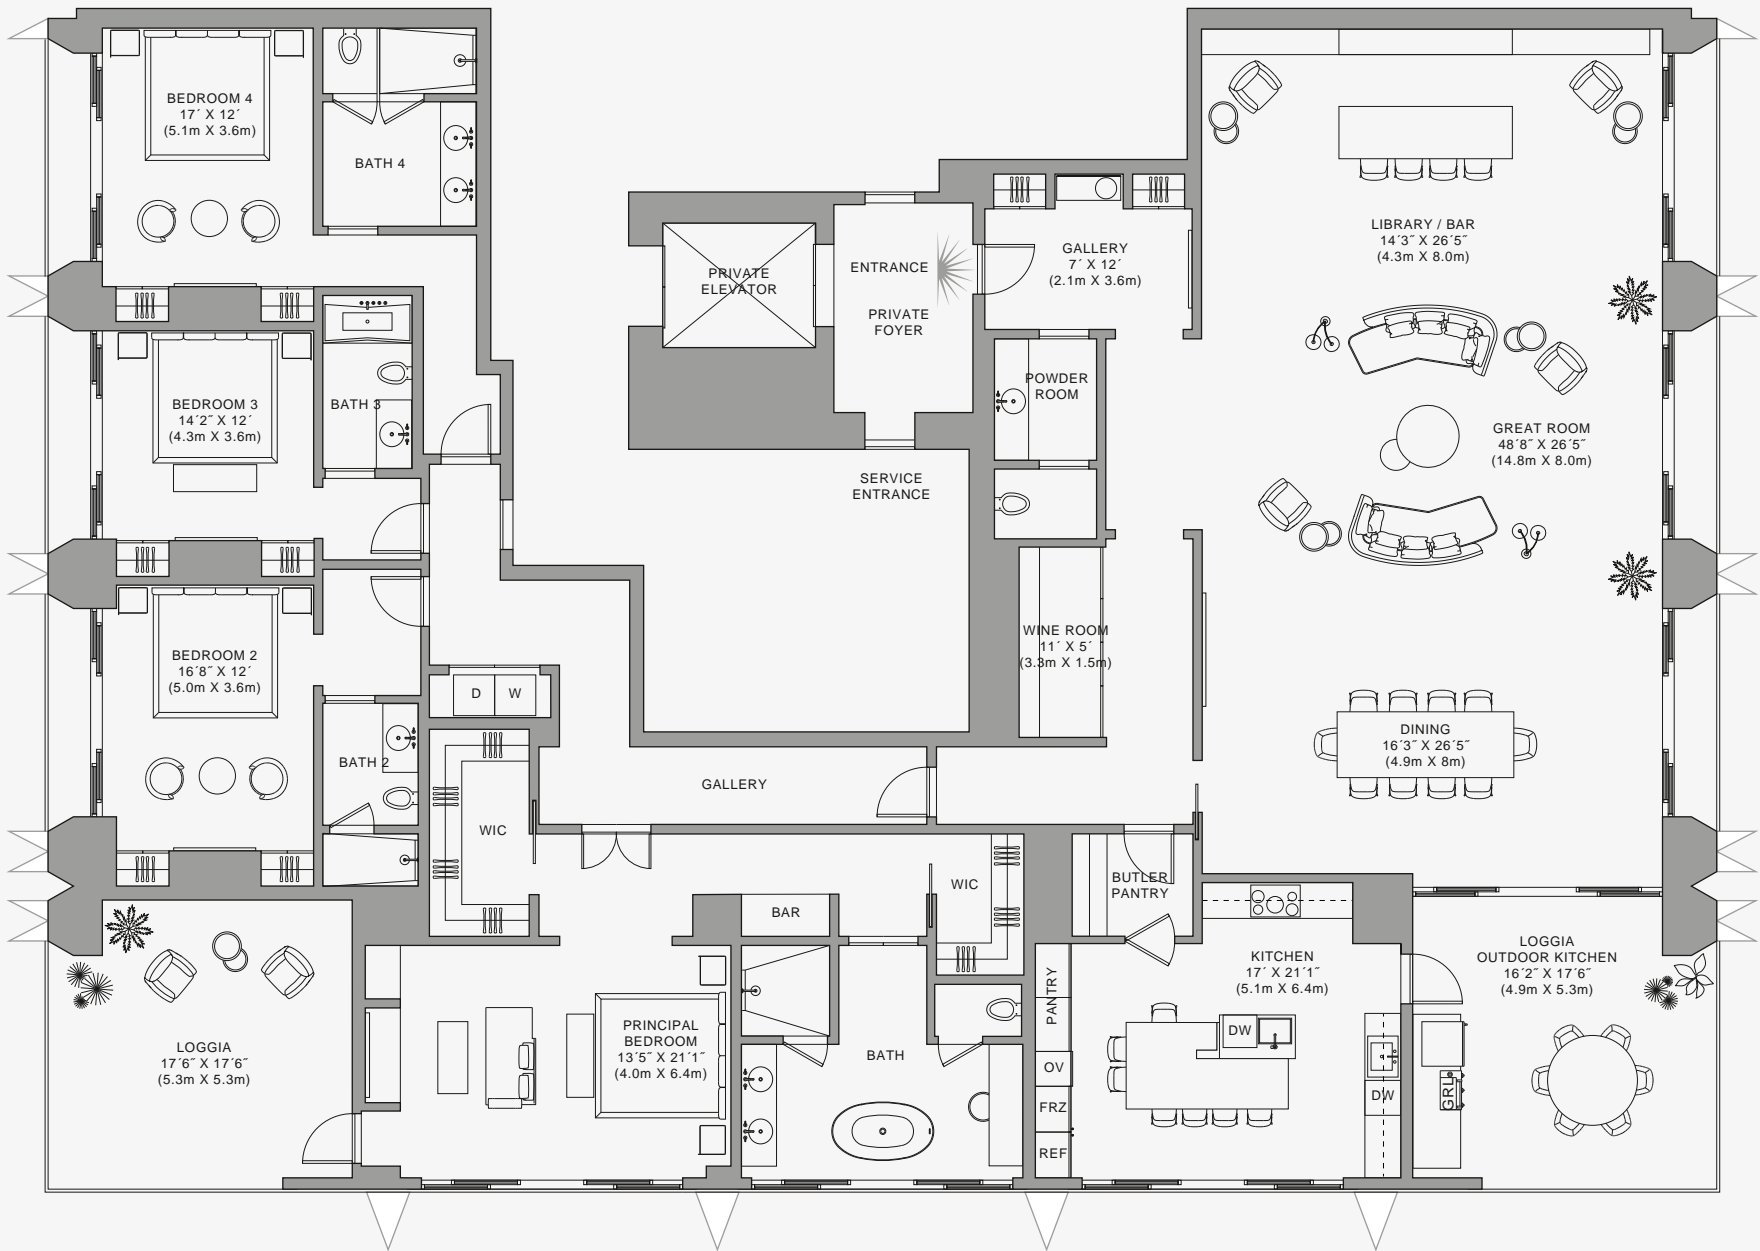 BEDROOM 4
17´ X 12´
(5.1m X 3.6m)
BATH 4
PRIVATE
ELEVATOR
ENTRANCE
PRIVATE
FOYER
GALLERY
7´ X 12´
(2.1m X 3.6m)
LIBRARY / BAR
14´3˝ X 26´5˝
(4.3m X 8.0m)
BEDROOM 3
14´2˝ X 12´
(4.3m X 3.6m)
BATH 3
POWDER
ROOM
SERVICE
ENTRANCE
GREAT ROOM
48´8˝ X 26´5˝
(14.8m X 8.0m)
BEDROOM 2
16´8˝ X 12´
(5.0m X 3.6m)
BATH 2
D
W
WINE ROOM
11´ X 5´
(3.3m X 1.5m)
DINING
16´3˝ X 26´5˝
(4.9m X 8m)
GALLERY
WIC
WIC
BAR
BUTLER
PANTRY
LOGGIA
17´6˝ X 17´6˝
(5.3m X 5.3m)
PRINCIPAL
BEDROOM
13´5˝ X 21´1˝
(4.0m X 6.4m)
BATH
PANTRY
OV
FRZ
REF
KITCHEN
17´ X 21´1˝
(5.1m X 6.4m)
DW
DW
GRL
LOGGIA
OUTDOOR KITCHEN
16´2˝ X 17´6˝
(4.9m X 5.3m)